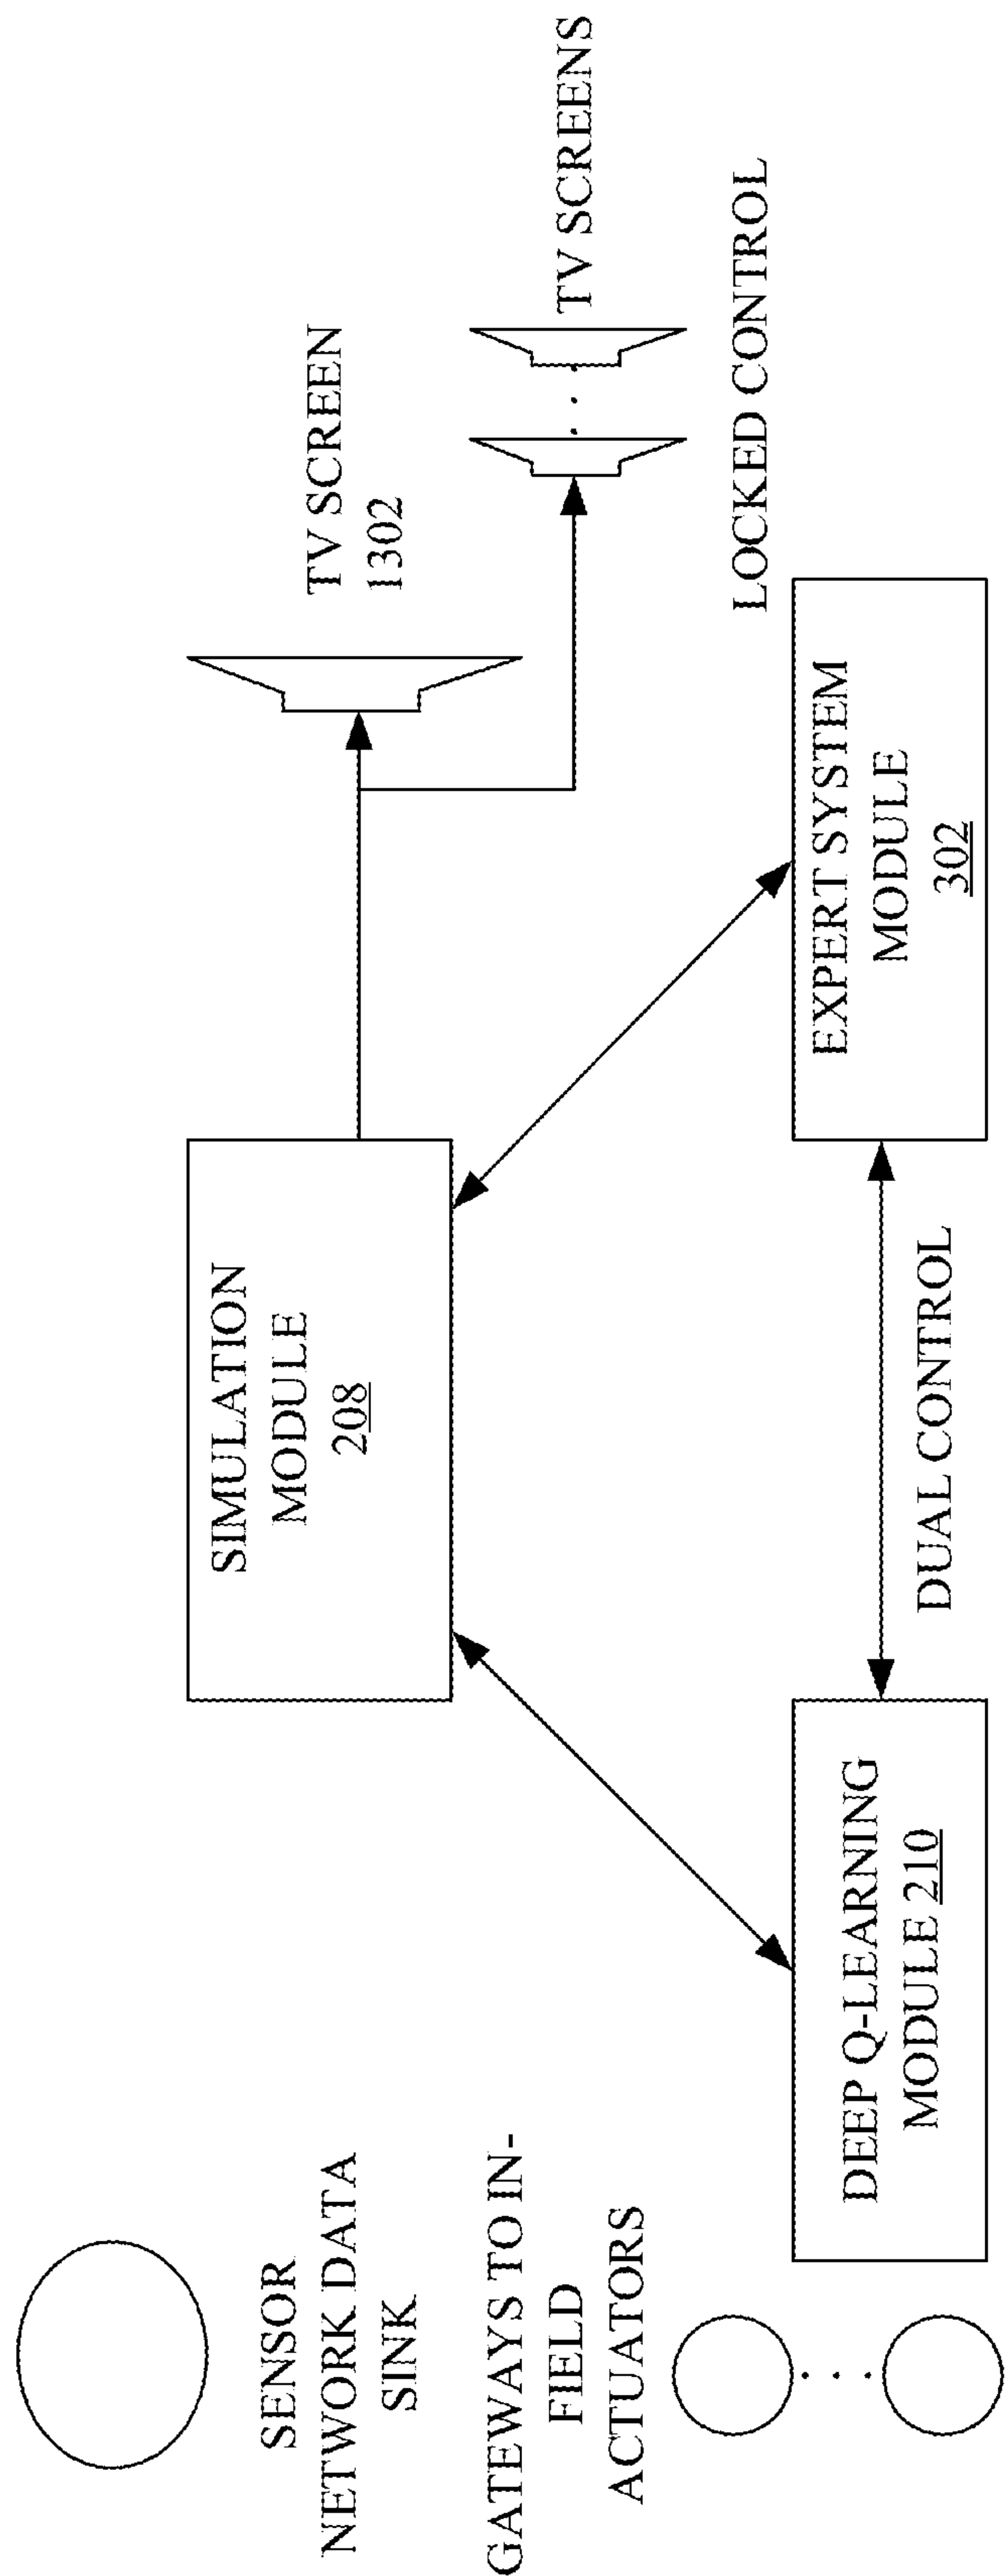 SENSOR
NETWORK DATA
SINK
GATEWAYS TO IN-
FIELD
ACTUATORS
SIMULATION
MODULE
208
TV SCREEN
1302
TV SCREENS
LOCKED CONTROL
DEEP Q-LEARNING
MODULE 210
DUAL CONTROL
EXPERT SYSTEM
MODULE
302